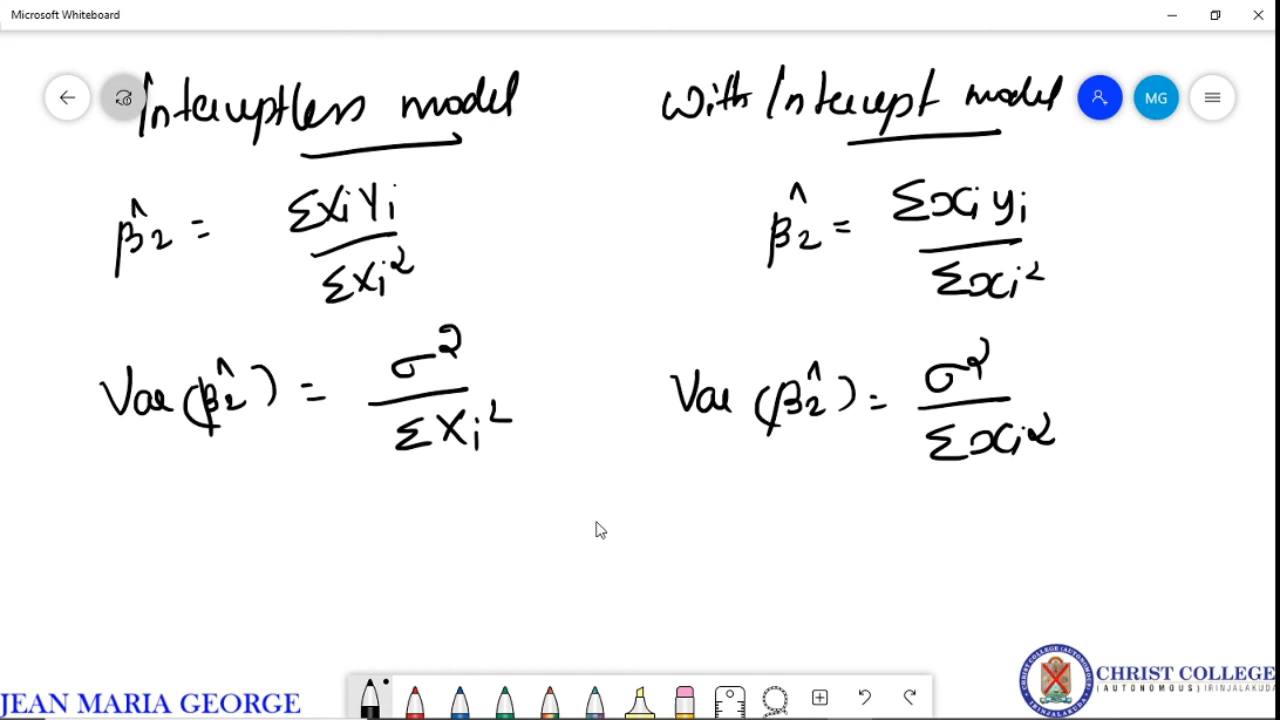 Microsoft Whiteboard
Interceptless model
With Intercept model
MG
β̂2 = ΣXiYi / ΣXi²
β̂2 = Σxiyi / Σxi²
Var(β̂2) = σ² / ΣXi²
Var(β̂2) = σ² / Σxi²
JEAN MARIA GEORGE
CHRIST COLLEGE
(AUTONOMOUS) IRINJALAKUDA